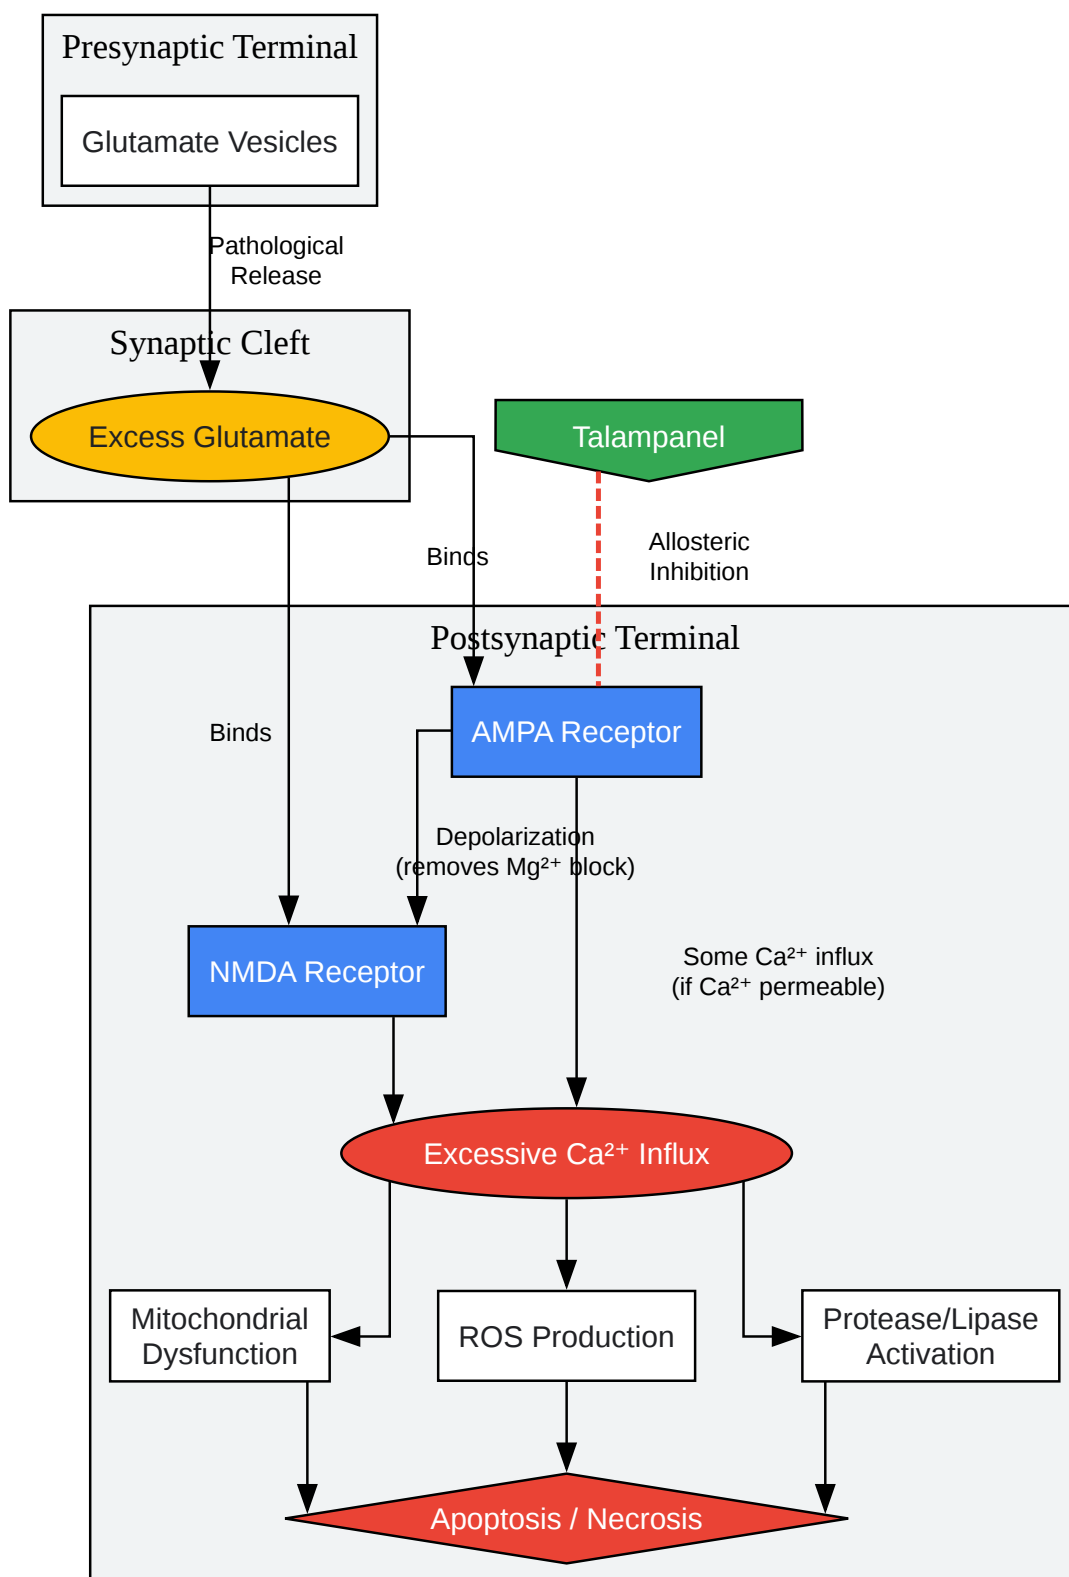 Presynaptic Terminal
Glutamate Vesicles
Pathological
Release
Synaptic Cleft
Excess Glutamate
Talampanel
Binds
Allosteric
Inhibition
Postsynaptic Terminal
Binds
AMPA Receptor
Depolarization
(removes Mg²⁺ block)
NMDA Receptor
Some Ca²⁺ influx
(if Ca²⁺ permeable)
Excessive Ca²⁺ Influx
Mitochondrial
Dysfunction
ROS Production
Protease/Lipase
Activation
Apoptosis / Necrosis